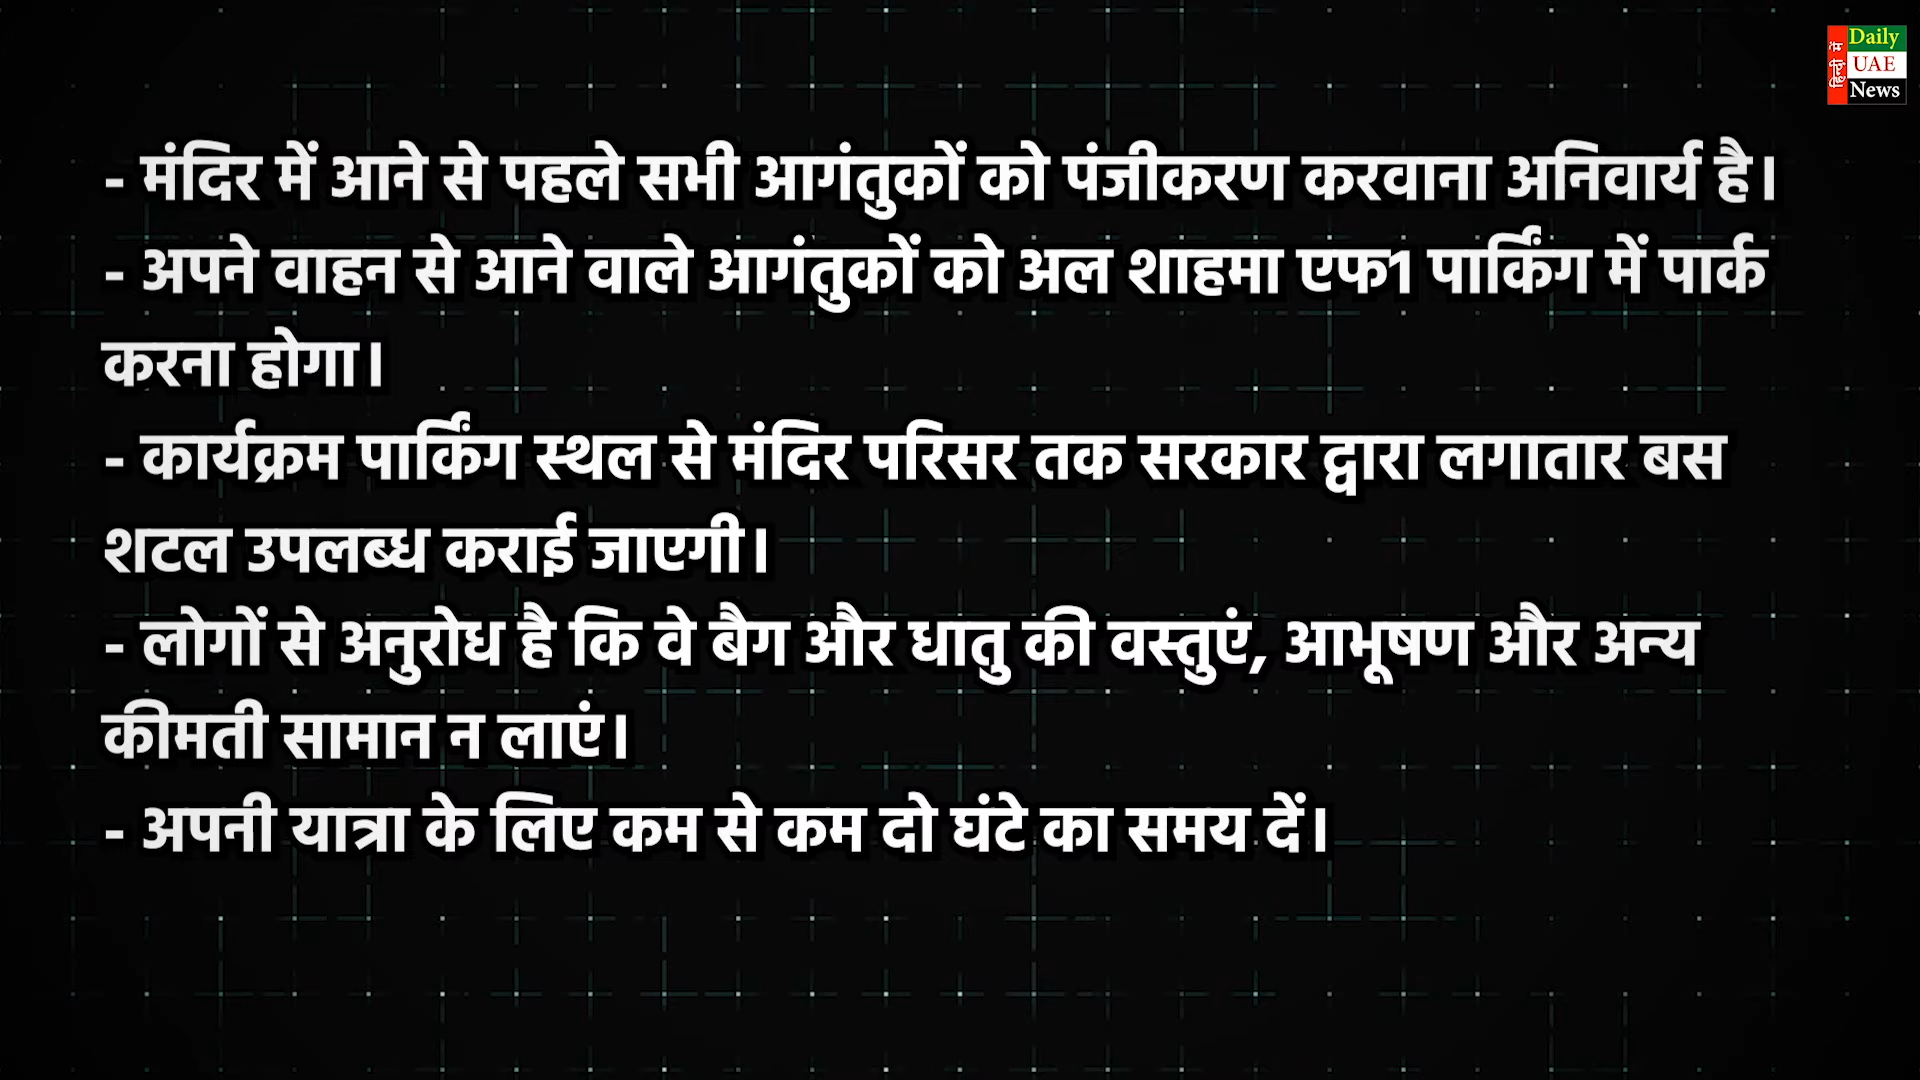 Daily
UAE
News
- मंदिर में आने से पहले सभी आगंतुकों को पंजीकरण करवाना अनिवार्य है।
- अपने वाहन से आने वाले आगंतुकों को अल शाहमा एफ1 पार्किंग में पार्क
करना होगा।
- कार्यक्रम पार्किंग स्थल से मंदिर परिसर तक सरकार द्वारा लगातार बस
शटल उपलब्ध कराई जाएगी।
- लोगों से अनुरोध है कि वे बैग और धातु की वस्तुएं, आभूषण और अन्य
कीमती सामान न लाएं।
- अपनी यात्रा के लिए कम से कम दो घंटे का समय दें।